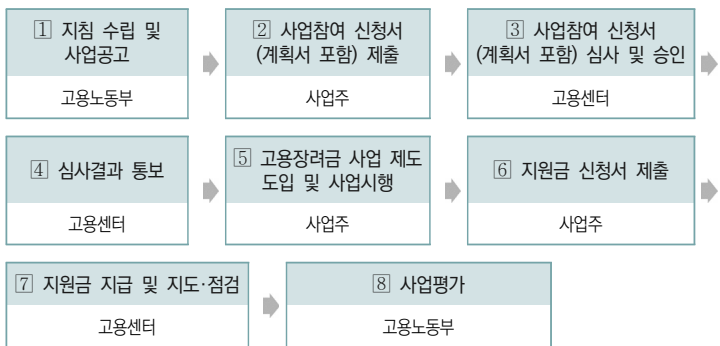 1 지침 수립 및
사업공고
고용노동부
2 사업참여 신청서
(계획서 포함) 제출
사업주
3 사업참여 신청서
(계획서 포함) 심사 및 승인
고용센터
4 심사결과 통보
고용센터
5 고용장려금 사업 제도
도입 및 사업시행
사업주
6 지원금 신청서 제출
사업주
7 지원금 지급 및 지도·점검
고용센터
8 사업평가
고용노동부